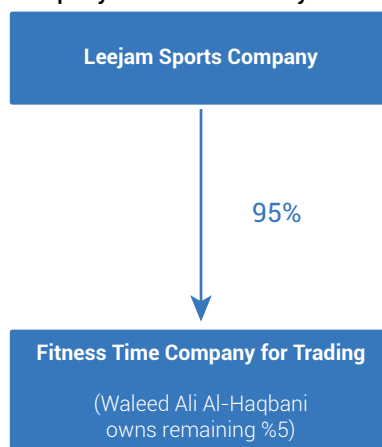 Leejam Sports Company
95%
Fitness Time Company for Trading
(Waleed Ali Al-Haqbani
owns remaining %5)